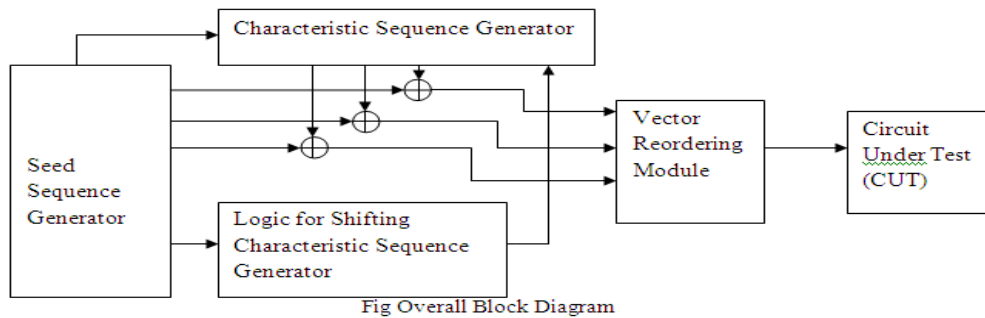 Characteristic Sequence Generator
Seed
Sequence
Generator
Logic for Shifting
Characteristic Sequence
Generator
Vector
Reordering
Module
Circuit
Under Test
(CUT)
Fig Overall Block Diagram